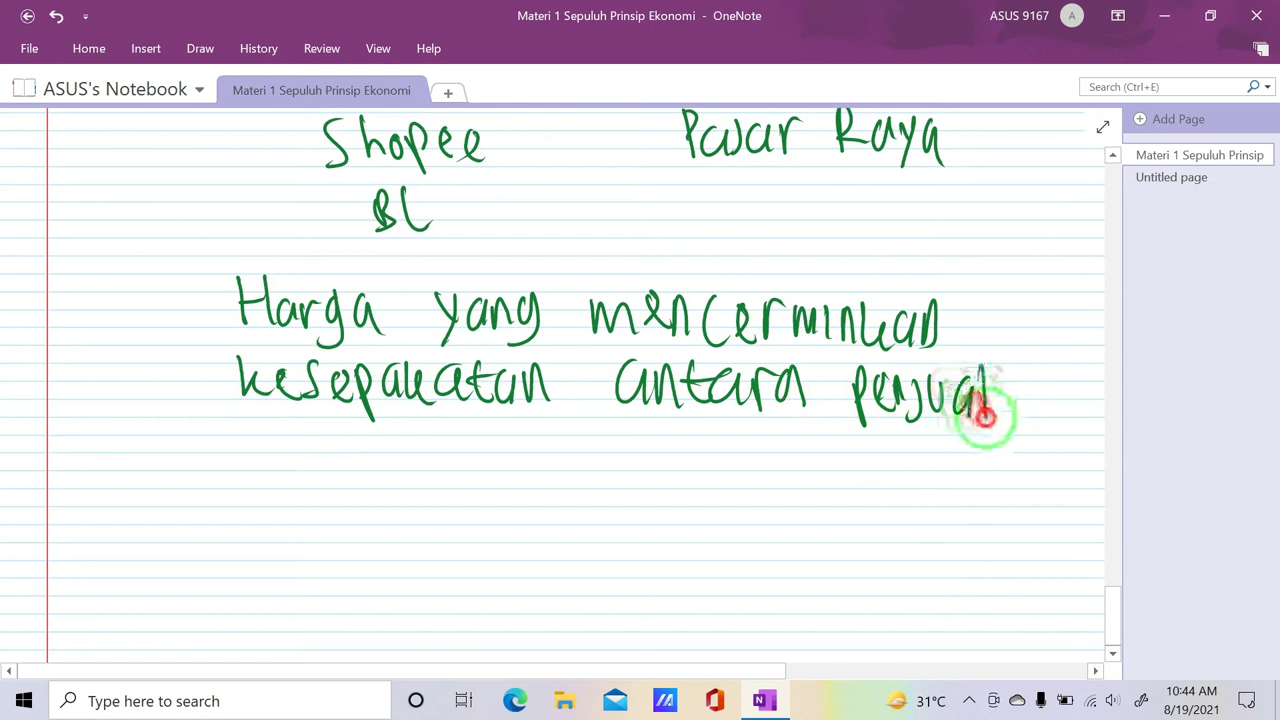 Materi 1 Sepuluh Prinsip Ekonomi - OneNote
ASUS 9167
A
File Home Insert Draw History Review View Help
ASUS's Notebook
Materi 1 Sepuluh Prinsip Ekonomi
Search (Ctrl+E)
Add Page
Materi 1 Sepuluh Prinsip
Untitled page
Shopee Pasar Raya
BL
Harga yang mencerminkan
kesepakatan antara penjual
Type here to search
31°C
10:44 AM
8/19/2021